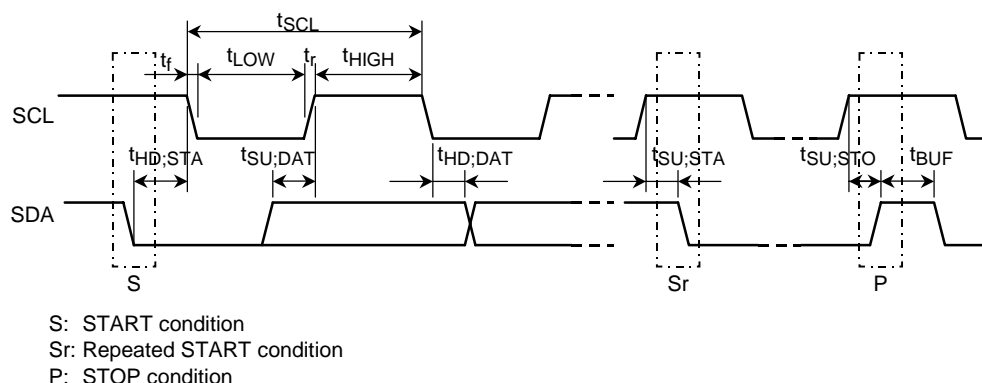 tSCL
tf tLOW tr tHIGH
SCL
tHD;STA tSU;DAT tHD;DAT tSU;STA tSU;STO tBUF
SDA
S Sr P
S: START condition
Sr: Repeated START condition
P: STOP condition